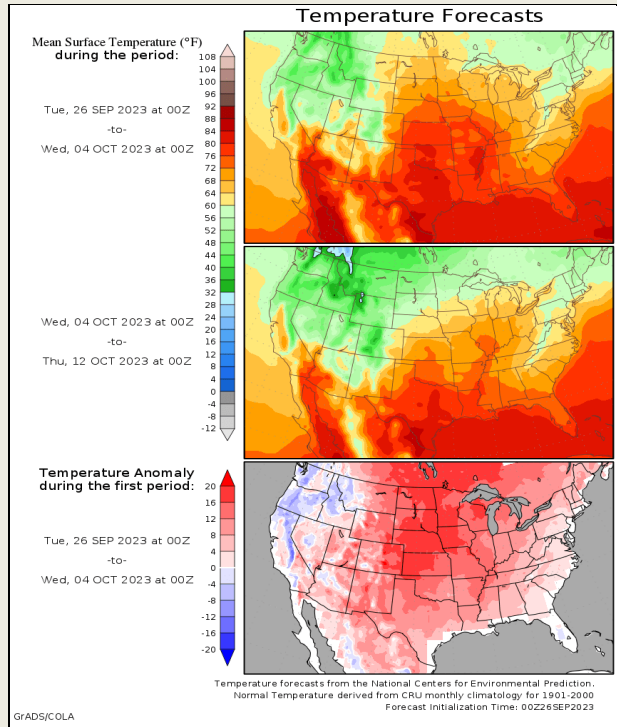 Temperature Forecasts
Mean Surface Temperature (°F)
during the period:
Tue, 26 SEP 2023 at 00Z
-to-
Wed, 04 OCT 2023 at 00Z
108
104
100
96
92
88
84
80
76
72
68
64
60
56
52
48
44
40
36
32
28
24
20
16
12
8
4
0
-4
-8
-12
Wed, 04 OCT 2023 at 00Z
-to-
Thu, 12 OCT 2023 at 00Z
Temperature Anomaly
during the first period:
Tue, 26 SEP 2023 at 00Z
-to-
Wed, 04 OCT 2023 at 00Z
20
16
12
8
4
0
-4
-8
-12
-16
-20
Temperature forecasts from the National Centers for Environmental Prediction.
Normal Temperature derived from CRU monthly climatology for 1901-2000
Forecast Initialization Time: 00Z26SEP2023
GrADS/COLA